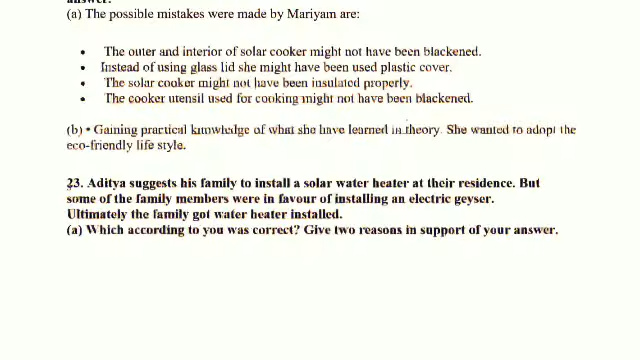 (a) The possible mistakes were made by Mariyam are:
• The outer and interior of solar cooker might not have been blackened.
• Instead of using glass lid she might have been used plastic cover.
• The solar cooker might not have been insulated properly.
• The cooker utensil used for cooking might not have been blackened.
(b) • Gaining practical knowledge of what she have learned in theory. She wanted to adopt the
eco-friendly life style.
23. Aditya suggests his family to install a solar water heater at their residence. But
some of the family members were in favour of installing an electric geyser.
Ultimately the family got water heater installed.
(a) Which according to you was correct? Give two reasons in support of your answer.